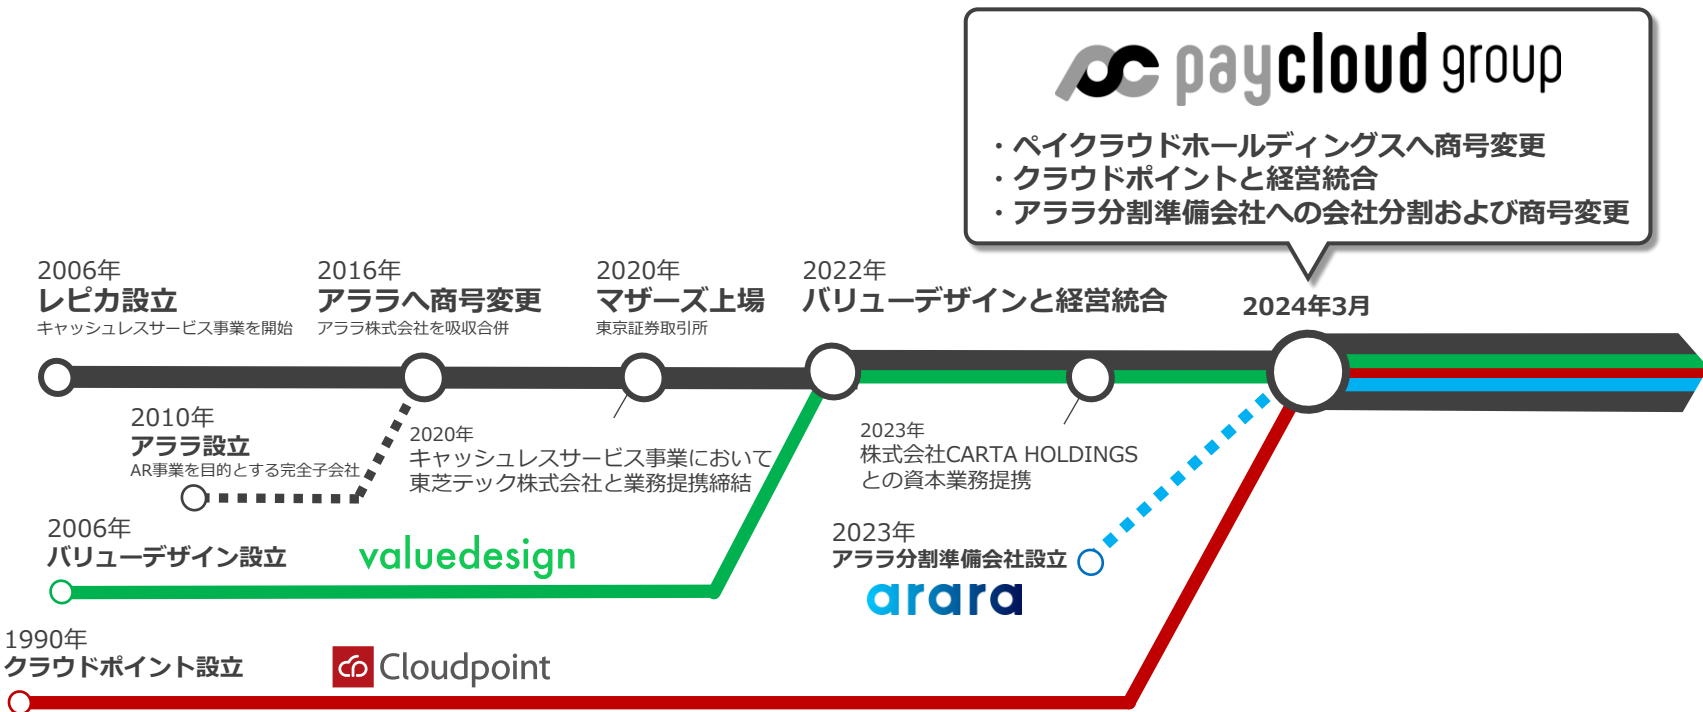 paycloud group
・ペイクラウドホールディングスへ商号変更
・クラウドポイントと経営統合
・アララ分割準備会社への会社分割および商号変更
2006年
レピカ設立
キャッシュレスサービス事業を開始
2016年
アララへ商号変更
アララ株式会社を吸収合併
2020年
マザーズ上場
東京証券取引所
2022年
バリューデザインと経営統合
2024年3月
2010年
アララ設立
AR事業を目的とする完全子会社
2020年
キャッシュレスサービス事業において
東芝テック株式会社と業務提携締結
2023年
株式会社CARTA HOLDINGS
との資本業務提携
2006年
バリューデザイン設立
valuedesign
2023年
アララ分割準備会社設立
arara
1990年
クラウドポイント設立
Cloudpoint